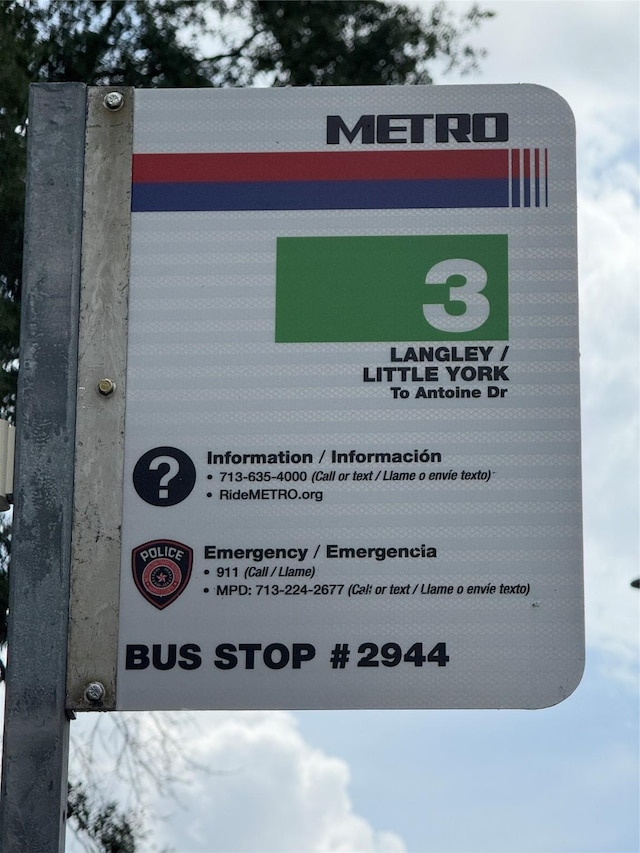 METRO
3
LANGLEY /
LITTLE YORK
To Antoine Dr
Information / Información
• 713-635-4000 (Call or text / Llame o envíe texto)
• RideMETRO.org
POLICE
Emergency / Emergencia
• 911 (Call / Llame)
• MPD: 713-224-2677 (Call or text / Llame o envíe texto)
BUS STOP #2944